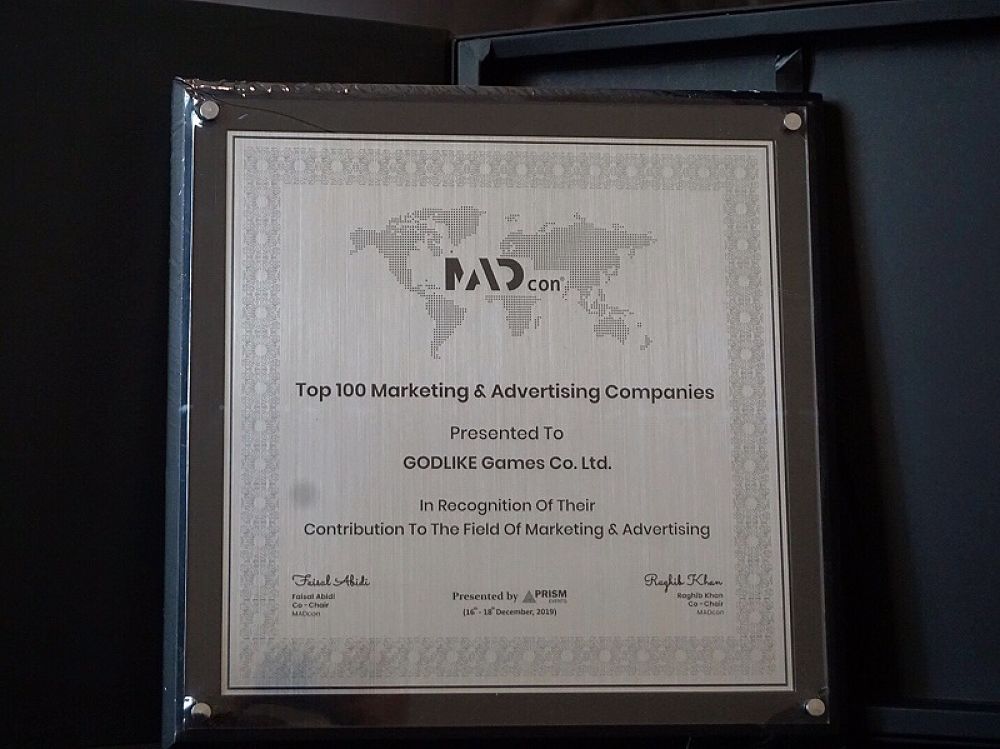 MADcon®
Top 100 Marketing & Advertising Companies
Presented To
GODLIKE Games Co. Ltd.
In Recognition Of Their
Contribution To The Field Of Marketing & Advertising
Faisal Abidi
Faisal Abidi
Co - Chair
MADcon
Presented by PRISM
EVENTS
(16th - 18th December, 2019)
Raghib Khan
Raghib Khan
Co - Chair
MADcon